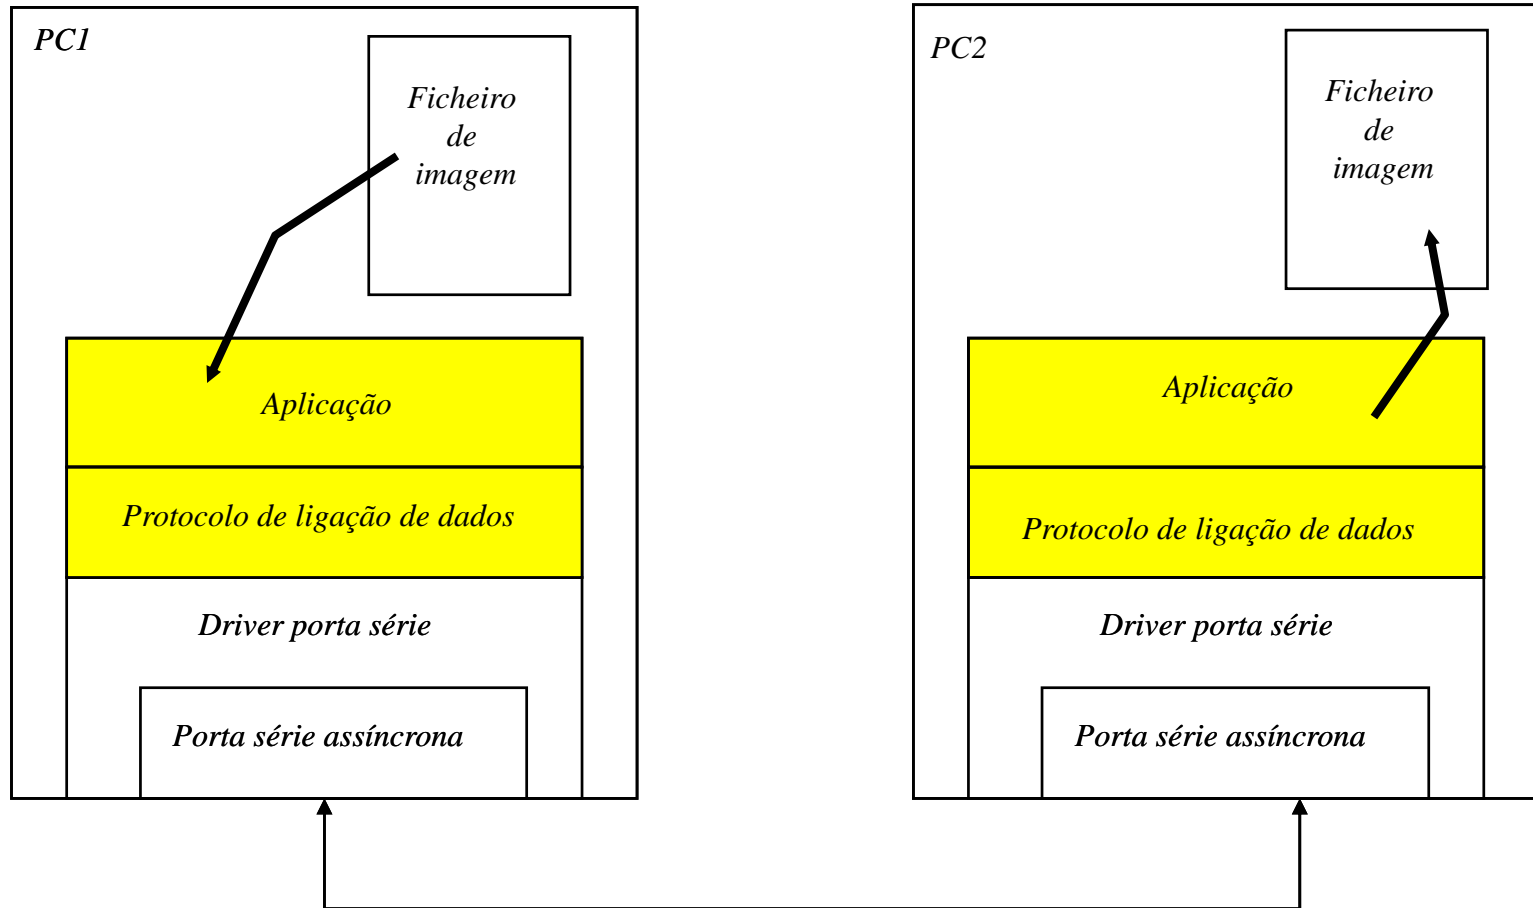 PC1
Ficheiro
de
imagem
Aplicação
Protocolo de ligação de dados
Driver porta série
Porta série assíncrona
PC2
Ficheiro
de
imagem
Aplicação
Protocolo de ligação de dados
Driver porta série
Porta série assíncrona